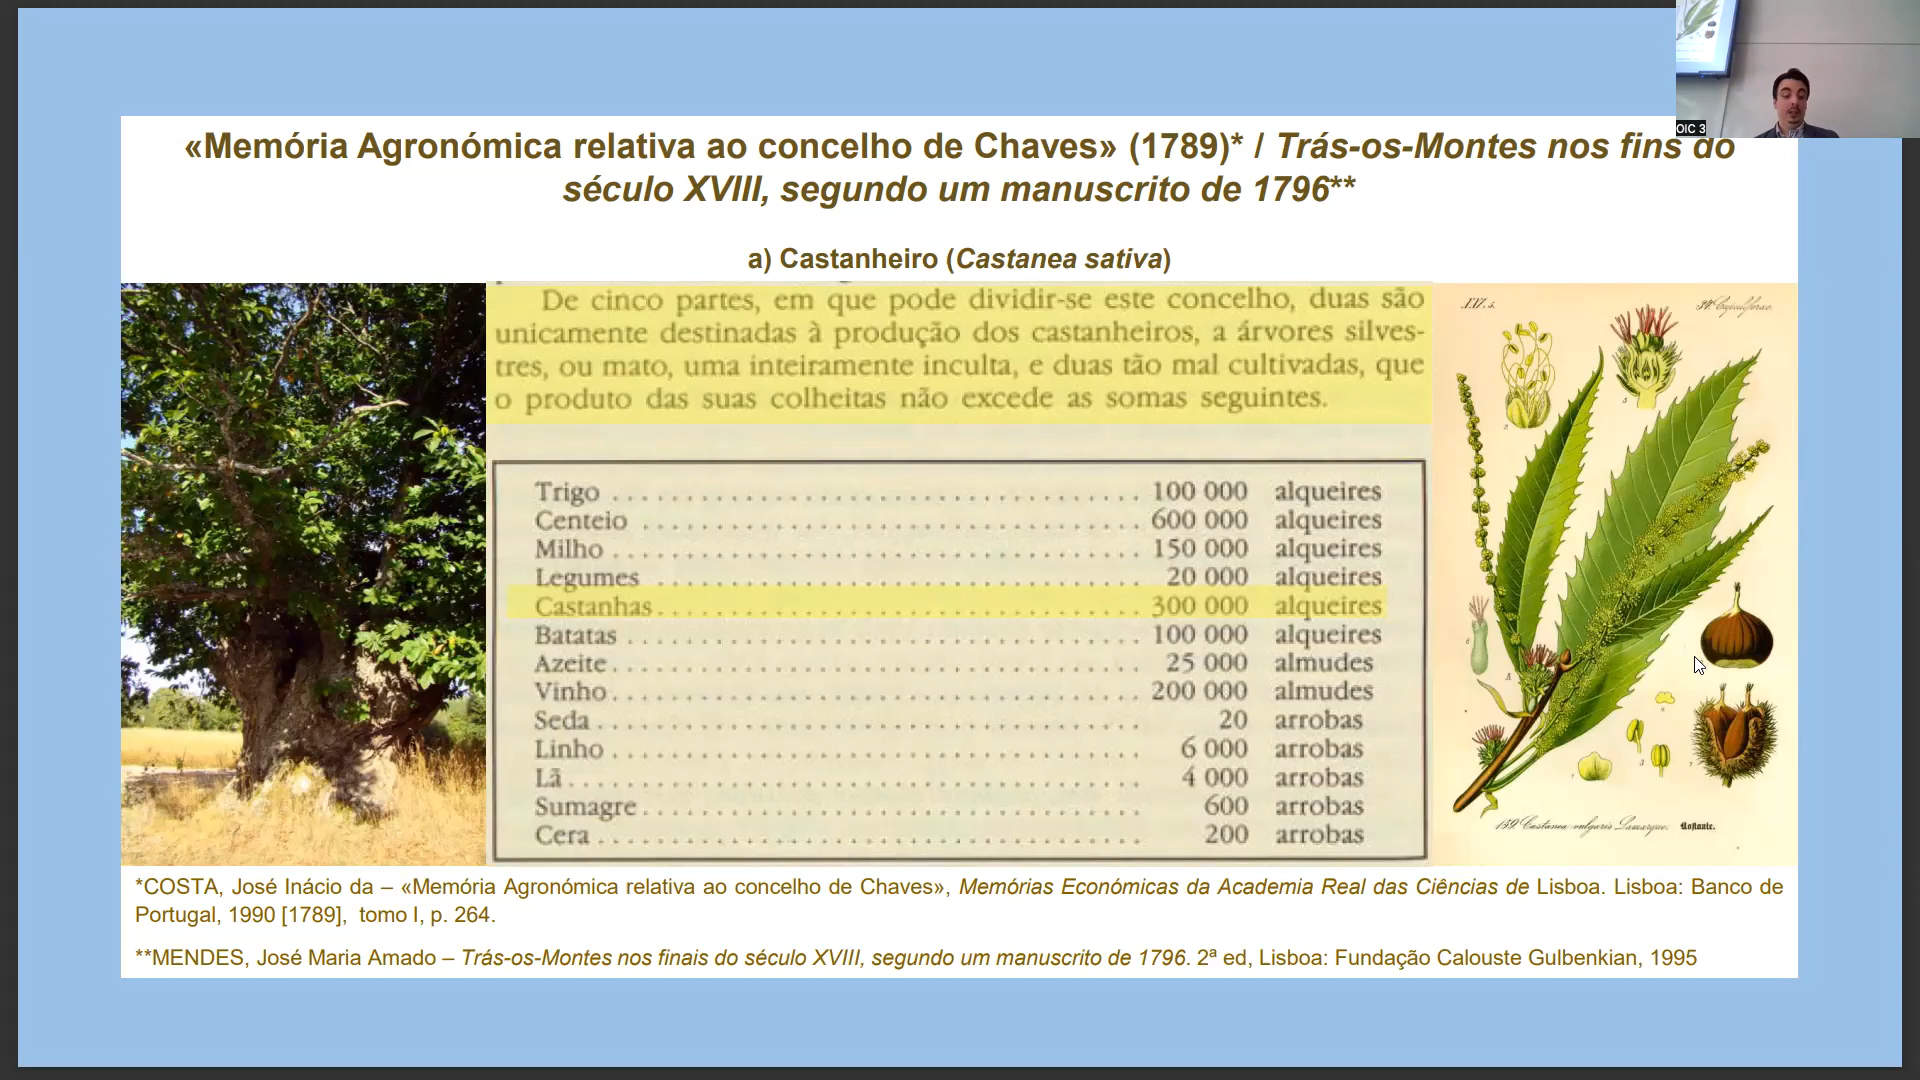 OIC 3
«Memória Agronómica relativa ao concelho de Chaves» (1789)* / Trás-os-Montes nos fins do
século XVIII, segundo um manuscrito de 1796**
a) Castanheiro (Castanea sativa)
De cinco partes, em que pode dividir-se este concelho, duas são
unicamente destinadas à produção dos castanheiros, a árvores silves-
tres, ou mato, uma inteiramente inculta, e duas tão mal cultivadas, que
o produto das suas colheitas não excede as somas seguintes.
Trigo 100 000 alqueires
Centeio 600 000 alqueires
Milho 150 000 alqueires
Legumes 20 000 alqueires
Castanhas 300 000 alqueires
Batatas 100 000 alqueires
Azeite 25 000 almudes
Vinho 200 000 almudes
Seda 20 arrobas
Linho 6 000 arrobas
Lã 4 000 arrobas
Sumagre 600 arrobas
Cera 200 arrobas
159 Castanea vulgaris Lamarque.
*COSTA, José Inácio da – «Memória Agronómica relativa ao concelho de Chaves», Memórias Económicas da Academia Real das Ciências de Lisboa. Lisboa: Banco de
Portugal, 1990 [1789], tomo I, p. 264.
**MENDES, José Maria Amado – Trás-os-Montes nos finais do século XVIII, segundo um manuscrito de 1796. 2ª ed, Lisboa: Fundação Calouste Gulbenkian, 1995